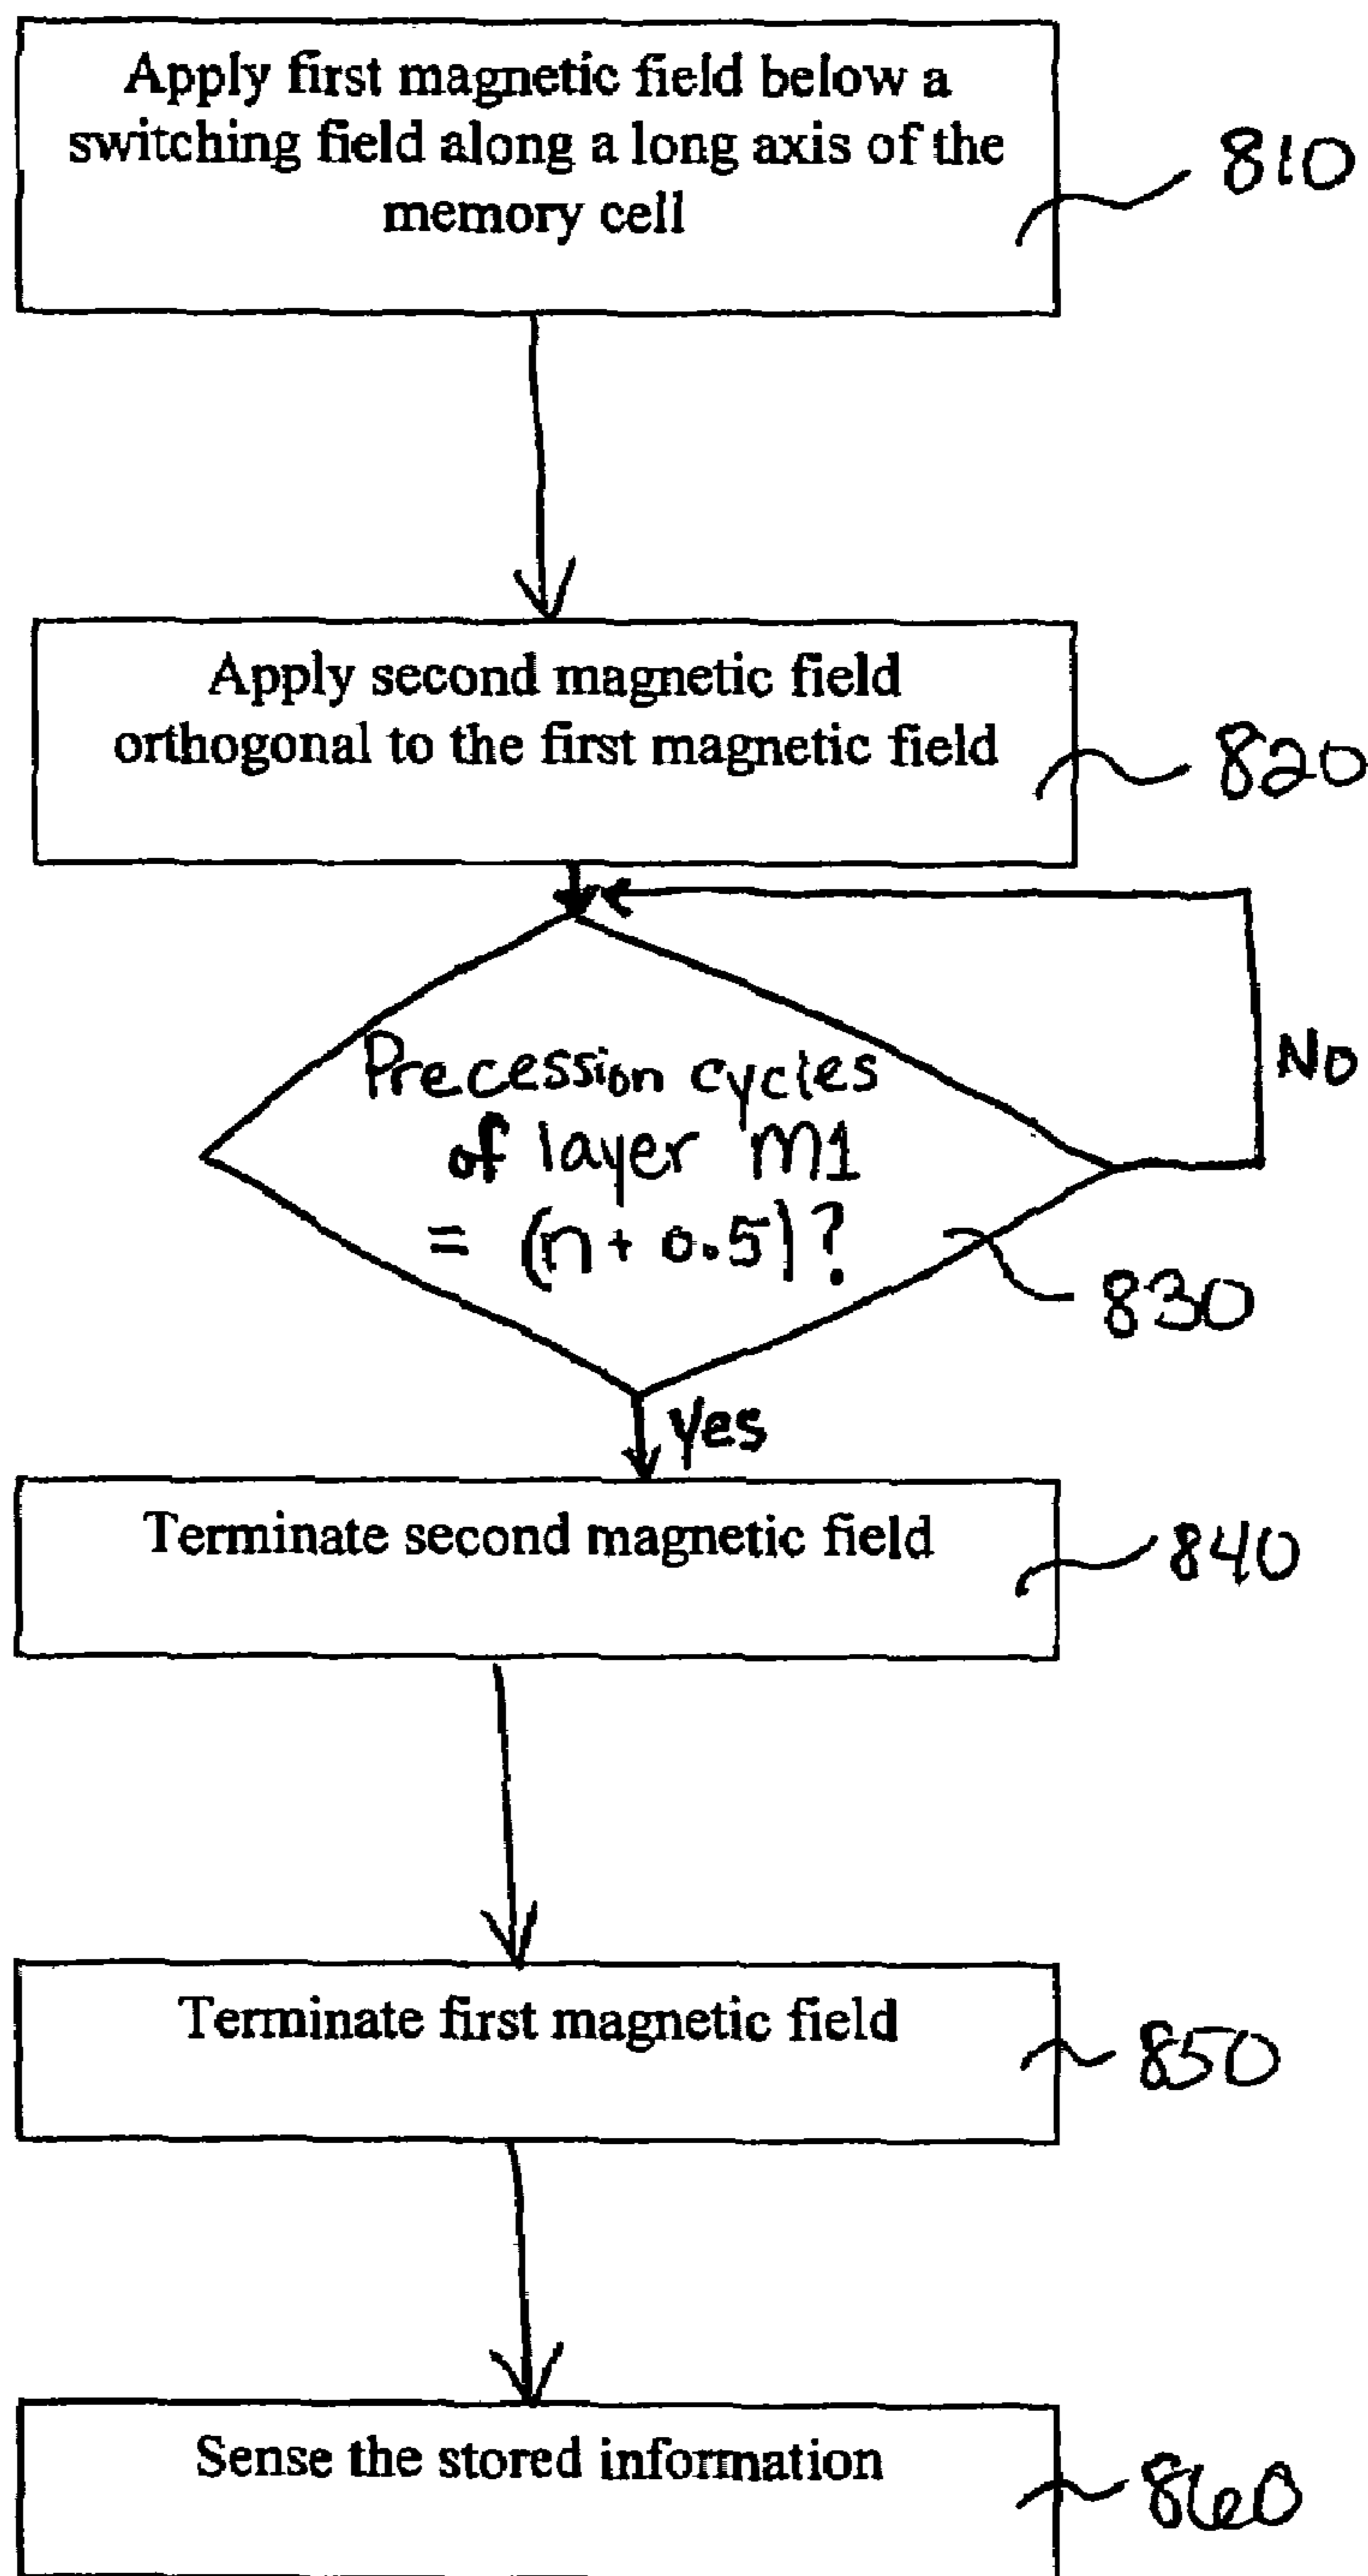 Apply first magnetic field below a
switching field along a long axis of the
memory cell
810
Apply second magnetic field
orthogonal to the first magnetic field
820
Precession cycles
of layer M1
= (n + 0.5)?
No
830
Yes
Terminate second magnetic field
840
Terminate first magnetic field
850
Sense the stored information
860